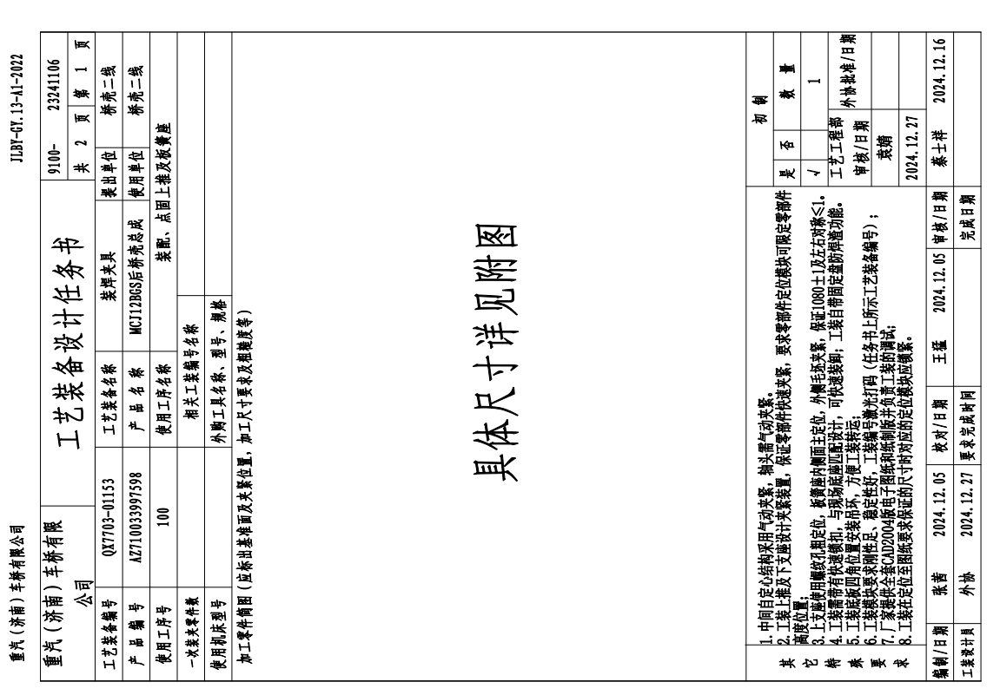 重汽(济南)车桥有限公司 JLBY-GY.13-A1-2022
重汽(济南)车桥有限公司 工艺装备设计任务书 9100- 23241106
共 2 页 第 1 页
工艺装备编号 QX7703-01153 工艺装备名称 装焊夹具 提出单位 桥壳二线
产品编号 AZ710033997598 产品名称 MCJ12BGS后桥壳总成 使用单位 桥壳二线
使用工序号 100 使用工序名称 装配、点固上推及板簧座
一次装夹零件数 相关工装编号名称
使用机床型号 外购工具名称、型号、规格
加工零件简图(应标出基准面及夹紧位置,加工尺寸要求及粗糙度等)
具体尺寸详见附图
其它特殊要求
1.中间自定心结构采用气动夹紧,轴头需气动夹紧。
2.工装上推及下支座设计夹紧装置,保证零部件快速夹紧,要求零部件定位模块可限定零部件
高度位置;
3.上支座使用螺纹孔粗定位,板簧座内侧面主定位,外侧毛坯夹紧,保证1080±1及左右对称≤1。
4.工装需带有快速锁扣,与现场底座匹配设计,可快速装卸;工装自带固定盘防焊渣功能。
5.工装底板四角位置安装吊环,方便工装转运;
6.工装模块要求刚性足、稳定性好,工装编号激光打码(任务书上所示工艺装备编号);
7.厂家提供全套CAD2004版电子图纸和纸制版并负责工装的调试;
8.工装在定位至图纸要求保证的尺寸时对应的定位模块应锁紧。
初制
是 否 数量
√ 1
工艺工程部审核/日期 外协批准/日期
袁婧
2024.12.27
编制/日期 张茜 2024.12.05 校对/日期 王猛 2024.12.05 审核/日期 蔡士祥 2024.12.16
工装设计员 外协 2024.12.27 要求完成时间 完成日期